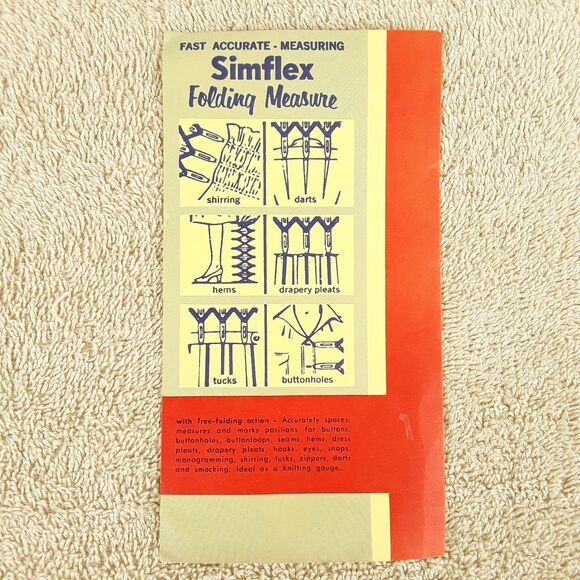 FAST ACCURATE - MEASURING
Simflex
Folding Measure
shirring
darts
hems
drapery pleats
tucks
buttonholes
with free-folding action - Accurately spaces,
measures and marks positions for buttons,
buttonholes, buttonloops, seams, hems, dress
pleats, drapery pleats, hooks, eyes, snaps,
monogramming, shirring, tucks, zippers, darts
and smocking. Ideal as a knitting gauge.